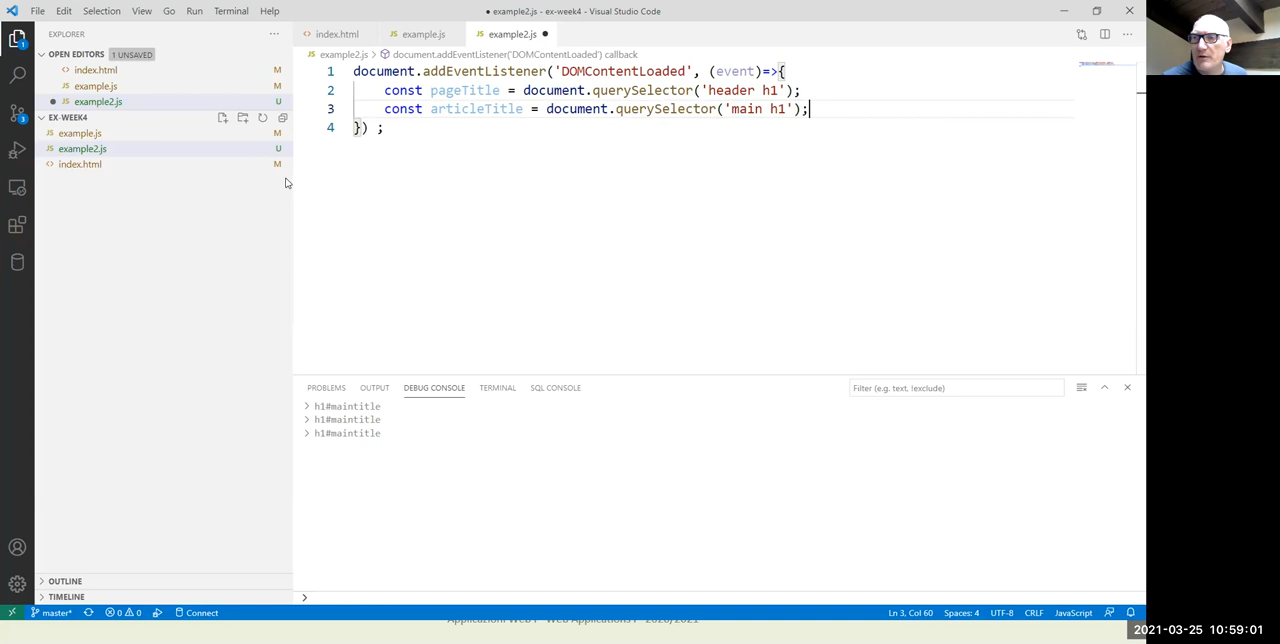 File Edit Selection View Go Run Terminal Help
● example2.js - ex-week4 - Visual Studio Code
EXPLORER
OPEN EDITORS 1 UNSAVED
index.html M
example.js M
example2.js U
EX-WEEK4
example.js M
example2.js U
index.html M
OUTLINE
TIMELINE
index.html example.js example2.js
example2.js > document.addEventListener('DOMContentLoaded') callback
1 document.addEventListener('DOMContentLoaded', (event)=>{
2 const pageTitle = document.querySelector('header h1');
3 const articleTitle = document.querySelector('main h1');
4 }) ;
PROBLEMS OUTPUT DEBUG CONSOLE TERMINAL SQL CONSOLE
Filter (e.g. text, !exclude)
> h1#maintitle
> h1#maintitle
> h1#maintitle
>
master* 0 0 Connect
Ln 3, Col 60 Spaces: 4 UTF-8 CRLF JavaScript
Applicazioni Web I - Web Applications I - 2020/2021
2021-03-25 10:59:01